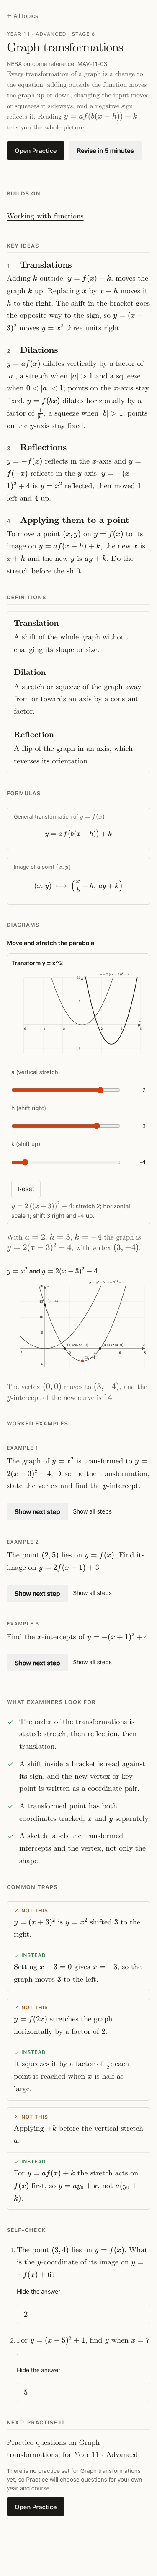 ← All topics
YEAR 11 · ADVANCED · STAGE 6
Graph transformations
NESA outcome reference: MAV-11-03
Every transformation of a graph is a change to
the equation: adding outside the function moves
the graph up or down, changing the input moves
or squeezes it sideways, and a negative sign
reflects it. Reading y = af(b(x − h)) + k
tells you the whole picture.
Open Practice
Revise in 5 minutes
BUILDS ON
Working with functions
KEY IDEAS
1 Translations
Adding k outside, y = f(x) + k, moves the
graph k up. Replacing x by x − h moves it
h to the right. The shift in the bracket goes
the opposite way to the sign, so y = (x −
3)² moves y = x² three units right.
2 Dilations
y = af(x) dilates vertically by a factor of
|a|, a stretch when |a| > 1 and a squeeze
when 0 < |a| < 1; points on the x-axis stay
fixed. y = f(bx) dilates horizontally by a
factor of 1/|b|, a squeeze when |b| > 1; points
on the y-axis stay fixed.
3 Reflections
y = −f(x) reflects in the x-axis and y =
f(−x) reflects in the y-axis. y = −(x +
1)² + 4 is y = x² reflected, then moved 1
left and 4 up.
4 Applying them to a point
To move a point (x, y) on y = f(x) to its
image on y = af(x − h) + k, the new x is
x + h and the new y is ay + k. Do the
stretch before the shift.
DEFINITIONS
Translation
A shift of the whole graph without
changing its shape or size.
Dilation
A stretch or squeeze of the graph away
from or towards an axis by a constant
factor.
Reflection
A flip of the graph in an axis, which
reverses its orientation.
FORMULAS
General transformation of y = f(x)
y = a f(b(x − h)) + k
Image of a point (x, y)
(x, y) ⟼ (x/b + h, ay + k)
DIAGRAMS
Move and stretch the parabola
Transform y = x^2
a (vertical stretch)
2
h (shift right)
3
k (shift up)
-4
Reset
y = 2((x − 3))² − 4: stretch 2; horizontal
scale 1; shift 3 right and -4 up.
With a = 2, h = 3, k = −4 the graph is
y = 2(x − 3)² − 4, with vertex (3, −4).
y = x² and y = 2(x − 3)² − 4
The vertex (0, 0) moves to (3, −4), and the
y-intercept of the new curve is 14.
WORKED EXAMPLES
EXAMPLE 1
The graph of y = x² is transformed to y =
2(x − 3)² − 4. Describe the transformation,
state the vertex and find the y-intercept.
Show next step
Show all steps
EXAMPLE 2
The point (2, 5) lies on y = f(x). Find its
image on y = 2f(x − 1) + 3.
Show next step
Show all steps
EXAMPLE 3
Find the x-intercepts of y = −(x + 1)² + 4.
Show next step
Show all steps
WHAT EXAMINERS LOOK FOR
✓ The order of the transformations is
stated: stretch, then reflection, then
translation.
✓ A shift inside a bracket is read against
its sign, and the new vertex or key
point is written as a coordinate pair.
✓ A transformed point has both
coordinates tracked, x and y separately.
✓ A sketch labels the transformed
intercepts and the vertex, not only the
shape.
COMMON TRAPS
✕ NOT THIS
y = (x + 3)² is y = x² shifted 3 to the
right.
✓ INSTEAD
Setting x + 3 = 0 gives x = −3, so the
graph moves 3 to the left.
✕ NOT THIS
y = f(2x) stretches the graph
horizontally by a factor of 2.
✓ INSTEAD
It squeezes it by a factor of 1/2: each
point is reached when x is half as
large.
✕ NOT THIS
Applying +k before the vertical stretch
a.
✓ INSTEAD
For y = af(x) + k the stretch acts on
f(x) first, so y = ay₀ + k, not a(y₀ +
k).
SELF-CHECK
1. The point (3, 4) lies on y = f(x). What
is the y-coordinate of its image on y =
−f(x) + 6?
Hide the answer
2
2. For y = (x − 5)² + 1, find y when x = 7
.
Hide the answer
5
NEXT: PRACTISE IT
Practice questions on Graph
transformations, for Year 11 · Advanced.
There is no practice set for Graph transformations
yet, so Practice will choose questions for your own
year and course.
Open Practice